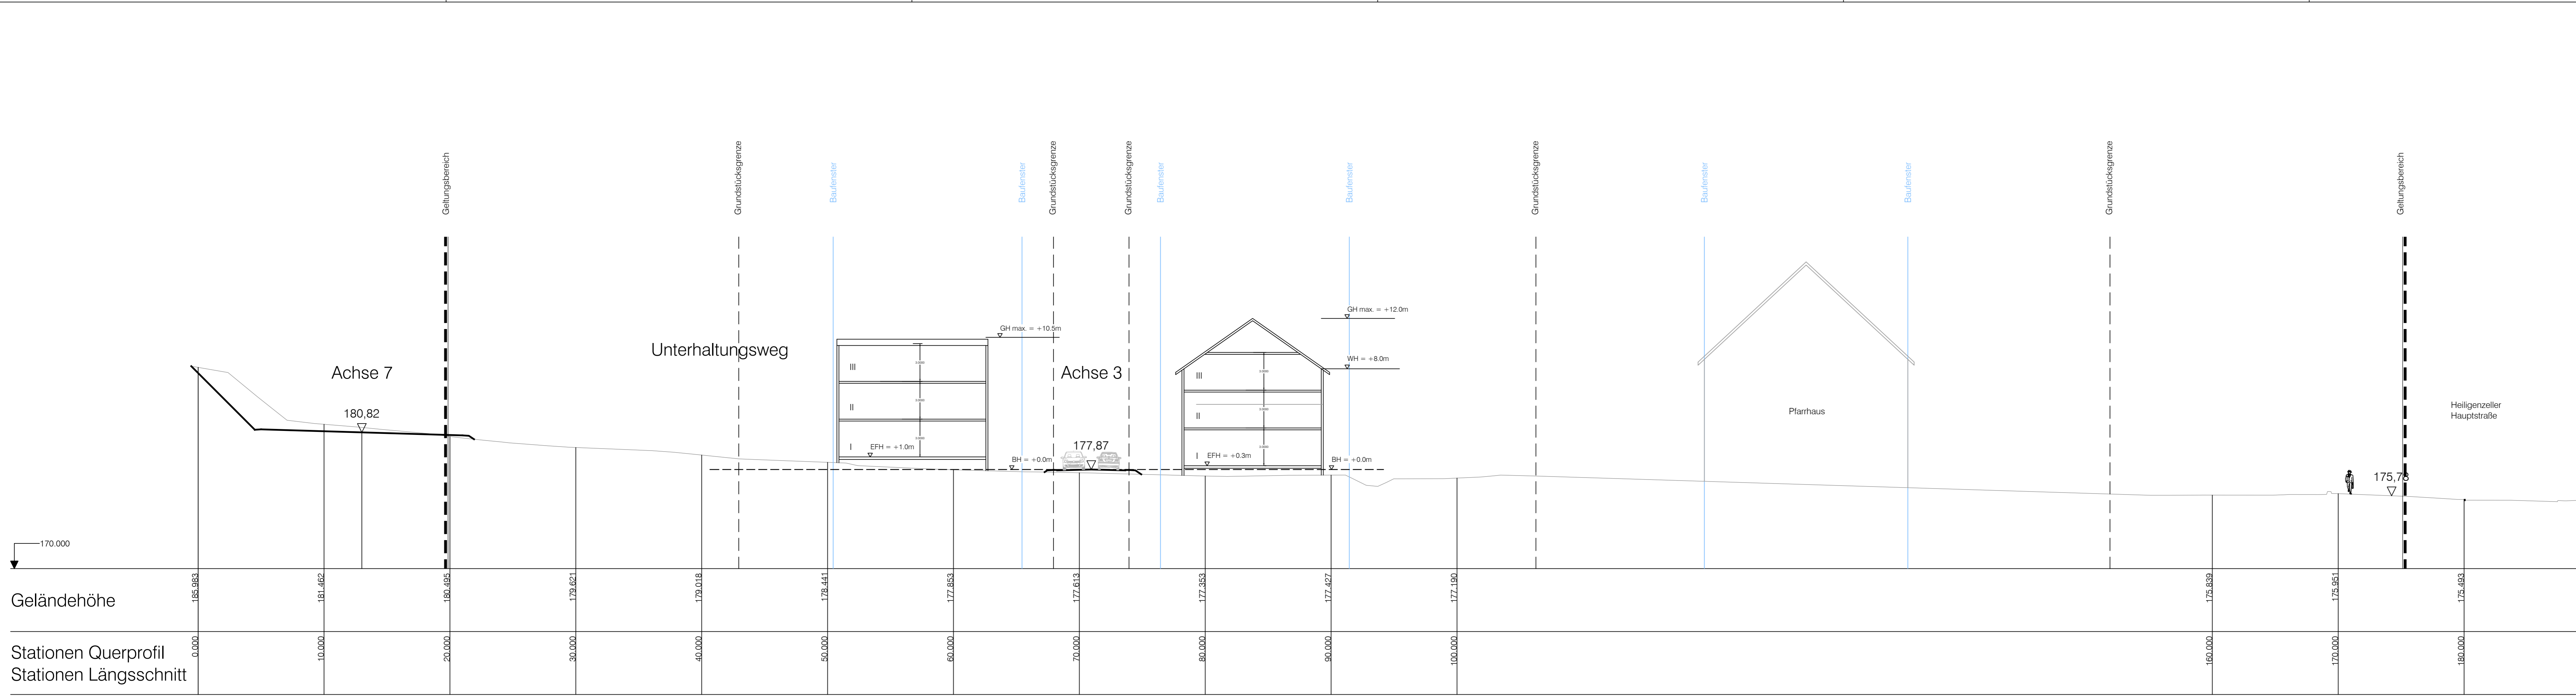 Geltungsbereich
Grundstücksgrenze
Baufenster
Baufenster
Grundstücksgrenze
Grundstücksgrenze
Baufenster
Baufenster
Grundstücksgrenze
Baufenster
Baufenster
Grundstücksgrenze
Geltungsbereich
GH max. = +12.0m
GH max. = +10.5m
Unterhaltungsweg
WH = +8.0m
Achse 7
Achse 3
III
III
180,82
II
II
Pfarrhaus
Heiligenzeller
Hauptstraße
177,87
I
EFH = +1.0m
I
EFH = +0.3m
BH = +0.0m
BH = +0.0m
175,78
170.000
Geländehöhe
185.983
181.462
180.495
179.621
179.018
178.441
177.853
177.613
177.353
177.427
177.190
175.839
175.951
175.493
Stationen Querprofil
Stationen Längsschnitt
0.000
10.000
20.000
30.000
40.000
50.000
60.000
70.000
80.000
90.000
100.000
160.000
170.000
180.000